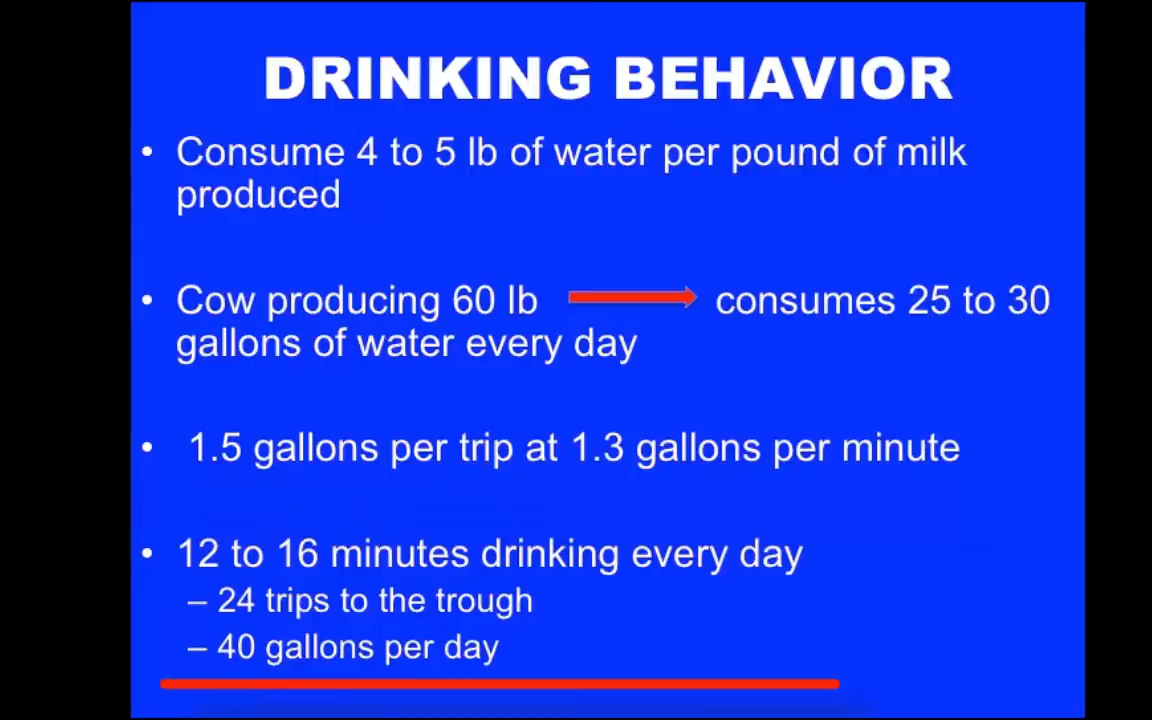 DRINKING BEHAVIOR
• Consume 4 to 5 lb of water per pound of milk
produced
• Cow producing 60 lb consumes 25 to 30
gallons of water every day
• 1.5 gallons per trip at 1.3 gallons per minute
• 12 to 16 minutes drinking every day
– 24 trips to the trough
– 40 gallons per day